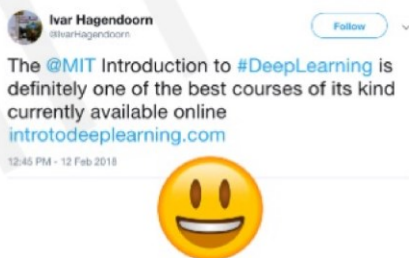 Ivar Hagendoorn
@IvarHagendoorn
Follow
The @MIT Introduction to #DeepLearning is
definitely one of the best courses of its kind
currently available online
introtodeeplearning.com
12:45 PM - 12 Feb 2018